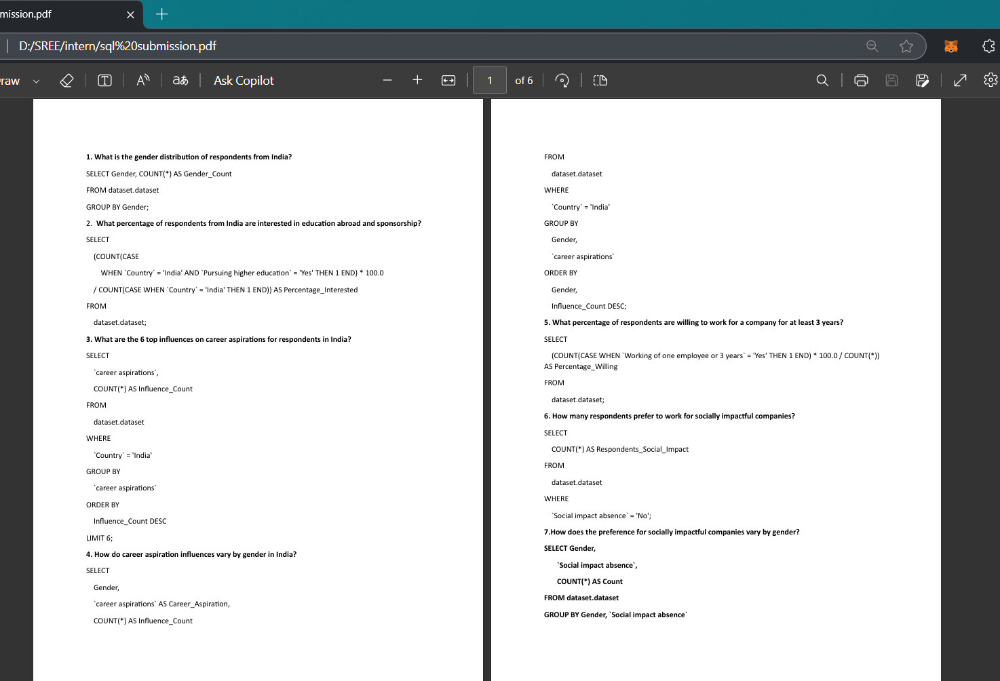 mission.pdf
D:/SREE/intern/sql%20submission.pdf
raw
aあ
Ask Copilot
1 of 6
1. What is the gender distribution of respondents from India?
SELECT Gender, COUNT(*) AS Gender_Count
FROM dataset.dataset
GROUP BY Gender;
2. What percentage of respondents from India are interested in education abroad and sponsorship?
SELECT
(COUNT(CASE
WHEN `Country` = 'India' AND `Pursuing higher education` = 'Yes' THEN 1 END) * 100.0
/ COUNT(CASE WHEN `Country` = 'India' THEN 1 END)) AS Percentage_Interested
FROM
dataset.dataset;
3. What are the 6 top influences on career aspirations for respondents in India?
SELECT
`career aspirations`,
COUNT(*) AS Influence_Count
FROM
dataset.dataset
WHERE
`Country` = 'India'
GROUP BY
`career aspirations`
ORDER BY
Influence_Count DESC
LIMIT 6;
4. How do career aspiration influences vary by gender in India?
SELECT
Gender,
`career aspirations` AS Career_Aspiration,
COUNT(*) AS Influence_Count
FROM
dataset.dataset
WHERE
`Country` = 'India'
GROUP BY
Gender,
`career aspirations`
ORDER BY
Gender,
Influence_Count DESC;
5. What percentage of respondents are willing to work for a company for at least 3 years?
SELECT
(COUNT(CASE WHEN `Working of one employee or 3 years` = 'Yes' THEN 1 END) * 100.0 / COUNT(*))
AS Percentage_Willing
FROM
dataset.dataset;
6. How many respondents prefer to work for socially impactful companies?
SELECT
COUNT(*) AS Respondents_Social_Impact
FROM
dataset.dataset
WHERE
`Social impact absence` = 'No';
7.How does the preference for socially impactful companies vary by gender?
SELECT Gender,
`Social impact absence`,
COUNT(*) AS Count
FROM dataset.dataset
GROUP BY Gender, `Social impact absence`